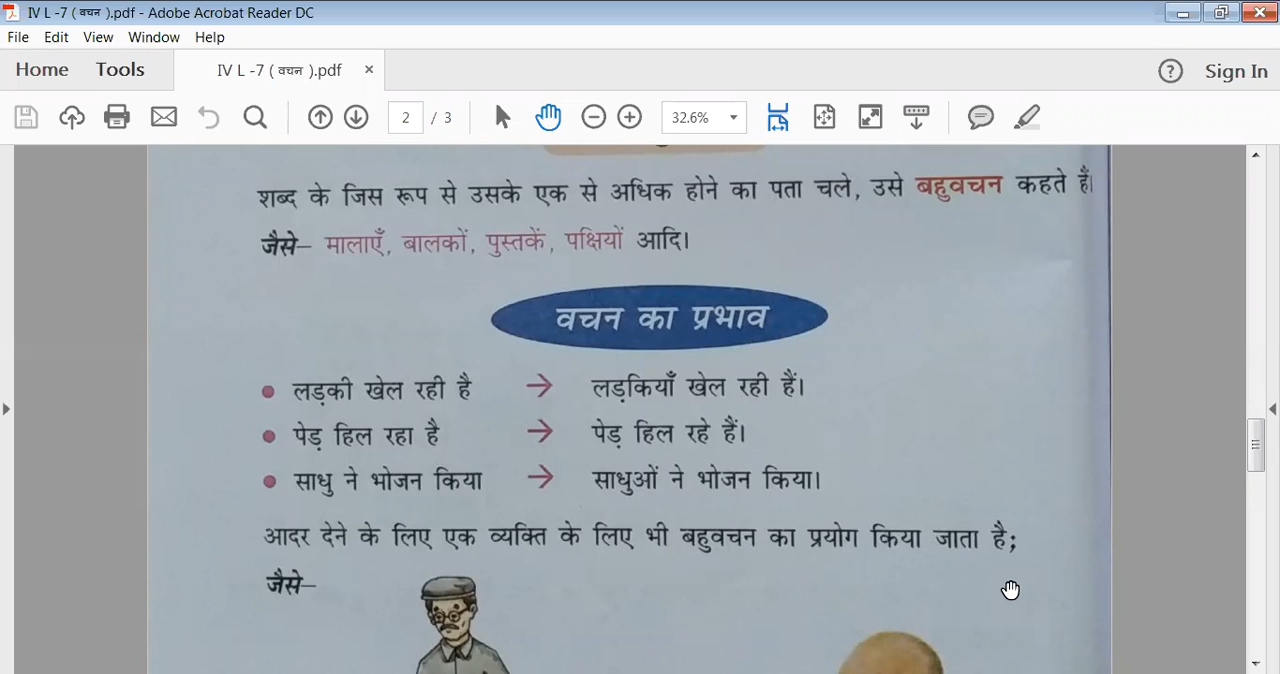 IV L -7 ( वचन ).pdf - Adobe Acrobat Reader DC
File Edit View Window Help
Home Tools IV L -7 ( वचन ).pdf × ? Sign In
2 / 3 32.6%
शब्द के जिस रूप से उसके एक से अधिक होने का पता चले, उसे बहुवचन कहते हैं।
जैसे– मालाएँ, बालकों, पुस्तकें, पक्षियों आदि।
वचन का प्रभाव
• लड़की खेल रही है → लड़कियाँ खेल रही हैं।
• पेड़ हिल रहा है → पेड़ हिल रहे हैं।
• साधु ने भोजन किया → साधुओं ने भोजन किया।
आदर देने के लिए एक व्यक्ति के लिए भी बहुवचन का प्रयोग किया जाता है;
जैसे–